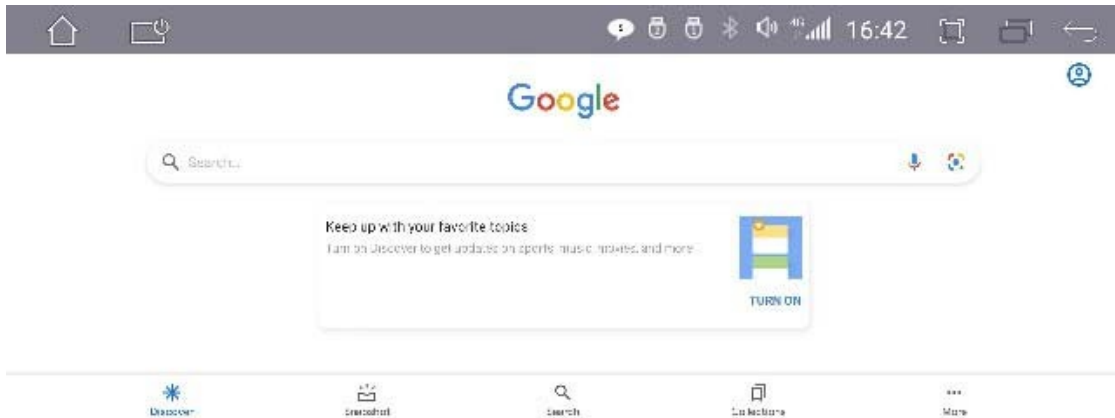 4G 16:42
Google
Search...
Keep up with your favorite topics
Turn on Discover to get updates on sports, music, movies, and more
TURN ON
Discover Snapshot Search Collections More